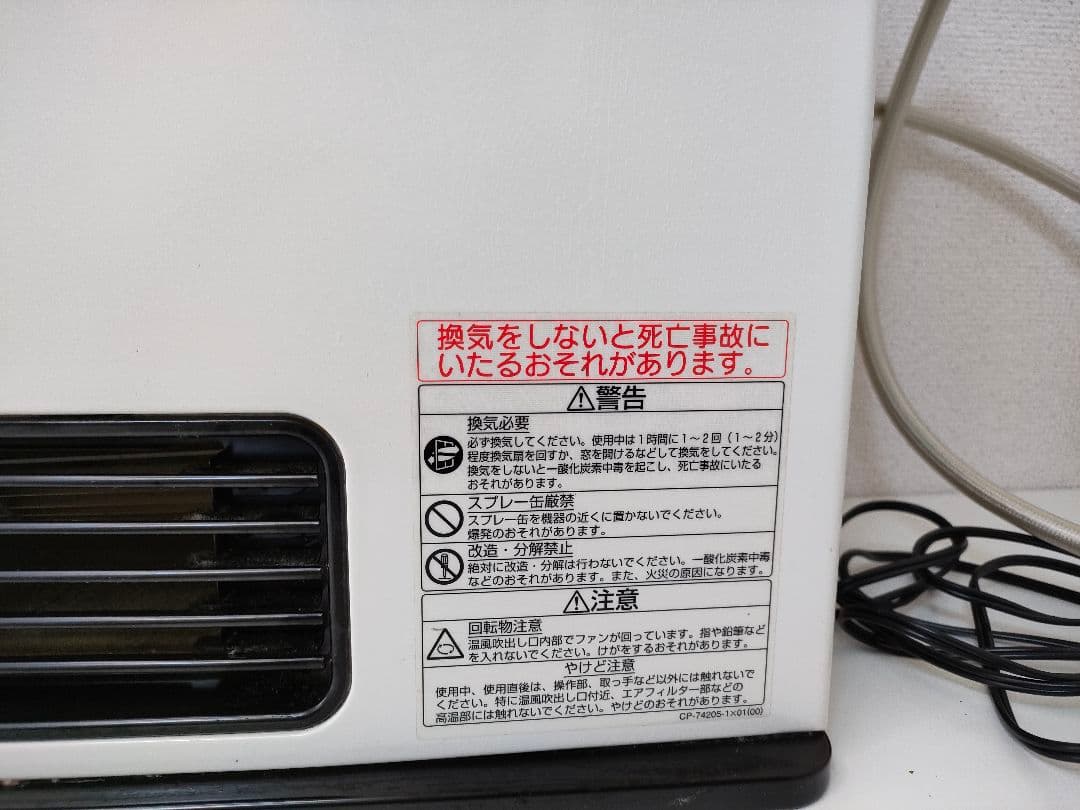 換気をしないと死亡事故に
いたるおそれがあります。
⚠警告
換気必要
必ず換気してください。使用中は1時間に1～2回（1～2分）
程度換気扇を回すか、窓を開けるなどして換気をしてください。
換気をしないと一酸化炭素中毒を起こし、死亡事故にいたる
おそれがあります。
スプレー缶厳禁
スプレー缶を機器の近くに置かないでください。
爆発のおそれがあります。
改造・分解禁止
絶対に改造・分解は行わないでください。一酸化炭素中毒
などのおそれがあります。また、火災の原因になります。
⚠注意
回転物注意
温風吹出し口内部でファンが回っています。指や鉛筆など
を入れないでください。けがをするおそれがあります。
やけど注意
使用中、使用直後は、操作部、取っ手など以外には触れないで
ください。特に温風吹出し口付近、エアフィルター部などの
高温部には触れないでください。やけどのおそれがあります。
CP-74205-1×01(00)